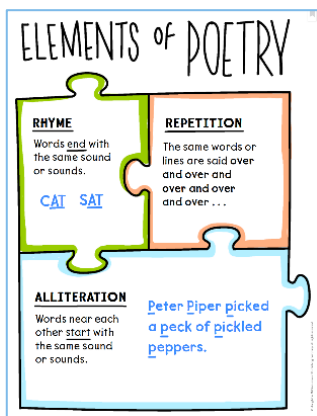 ELEMENTS OF POETRY
RHYME
Words end with
the same sound
or sounds.
CAT SAT
REPETITION
The same words or
lines are said over
and over and
over and over
and over . . .
ALLITERATION
Words near each
other start with
the same sound
or sounds.
Peter Piper picked
a peck of pickled
peppers.